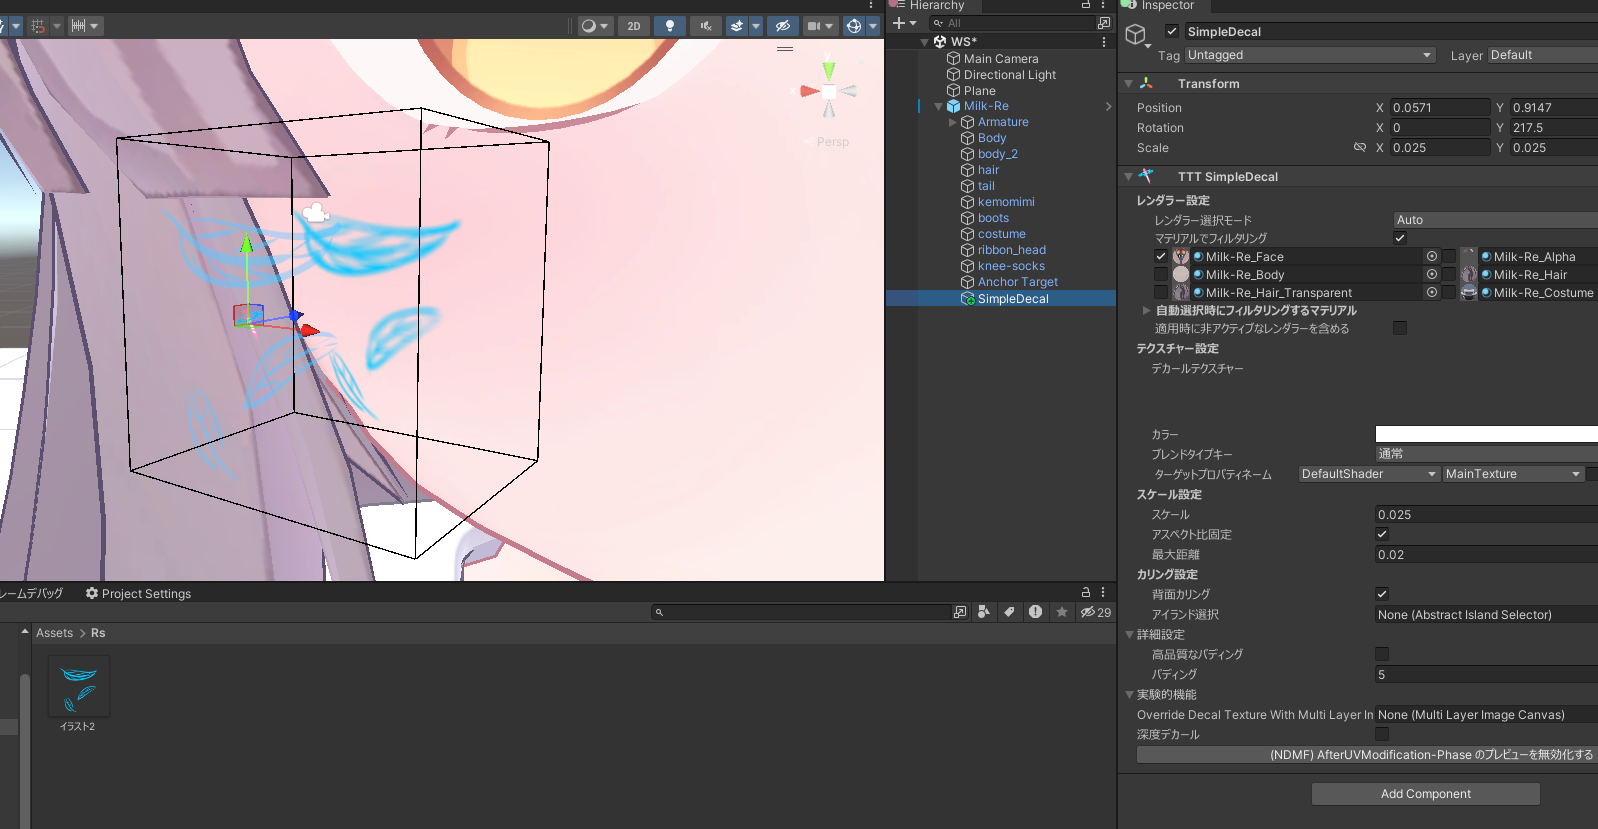 2D
Persp
x
Hierarchy
All
WS*
Main Camera
Directional Light
Plane
Milk-Re
Armature
Body
body_2
hair
tail
kemomimi
boots
costume
ribbon_head
knee-socks
Anchor Target
SimpleDecal
Inspector
SimpleDecal
Tag Untagged Layer Default
Transform
Position X 0.0571 Y 0.9147
Rotation X 0 Y 217.5
Scale X 0.025 Y 0.025
TTT SimpleDecal
レンダラー設定
レンダラー選択モード Auto
マテリアルでフィルタリング
Milk-Re_Face Milk-Re_Alpha
Milk-Re_Body Milk-Re_Hair
Milk-Re_Hair_Transparent Milk-Re_Costume
自動選択時にフィルタリングするマテリアル
適用時に非アクティブなレンダラーを含める
テクスチャー設定
デカールテクスチャー
カラー
ブレンドタイプキー 通常
ターゲットプロパティネーム DefaultShader MainTexture
スケール設定
スケール 0.025
アスペクト比固定
最大距離 0.02
カリング設定
背面カリング
アイランド選択 None (Abstract Island Selector)
詳細設定
高品質なパディング
パディング 5
実験的機能
Override Decal Texture With Multi Layer Im None (Multi Layer Image Canvas)
深度デカール
(NDMF) AfterUVModification-Phase のプレビューを無効化する
Add Component
レームデバッグ Project Settings
29
Assets > Rs
イラスト2